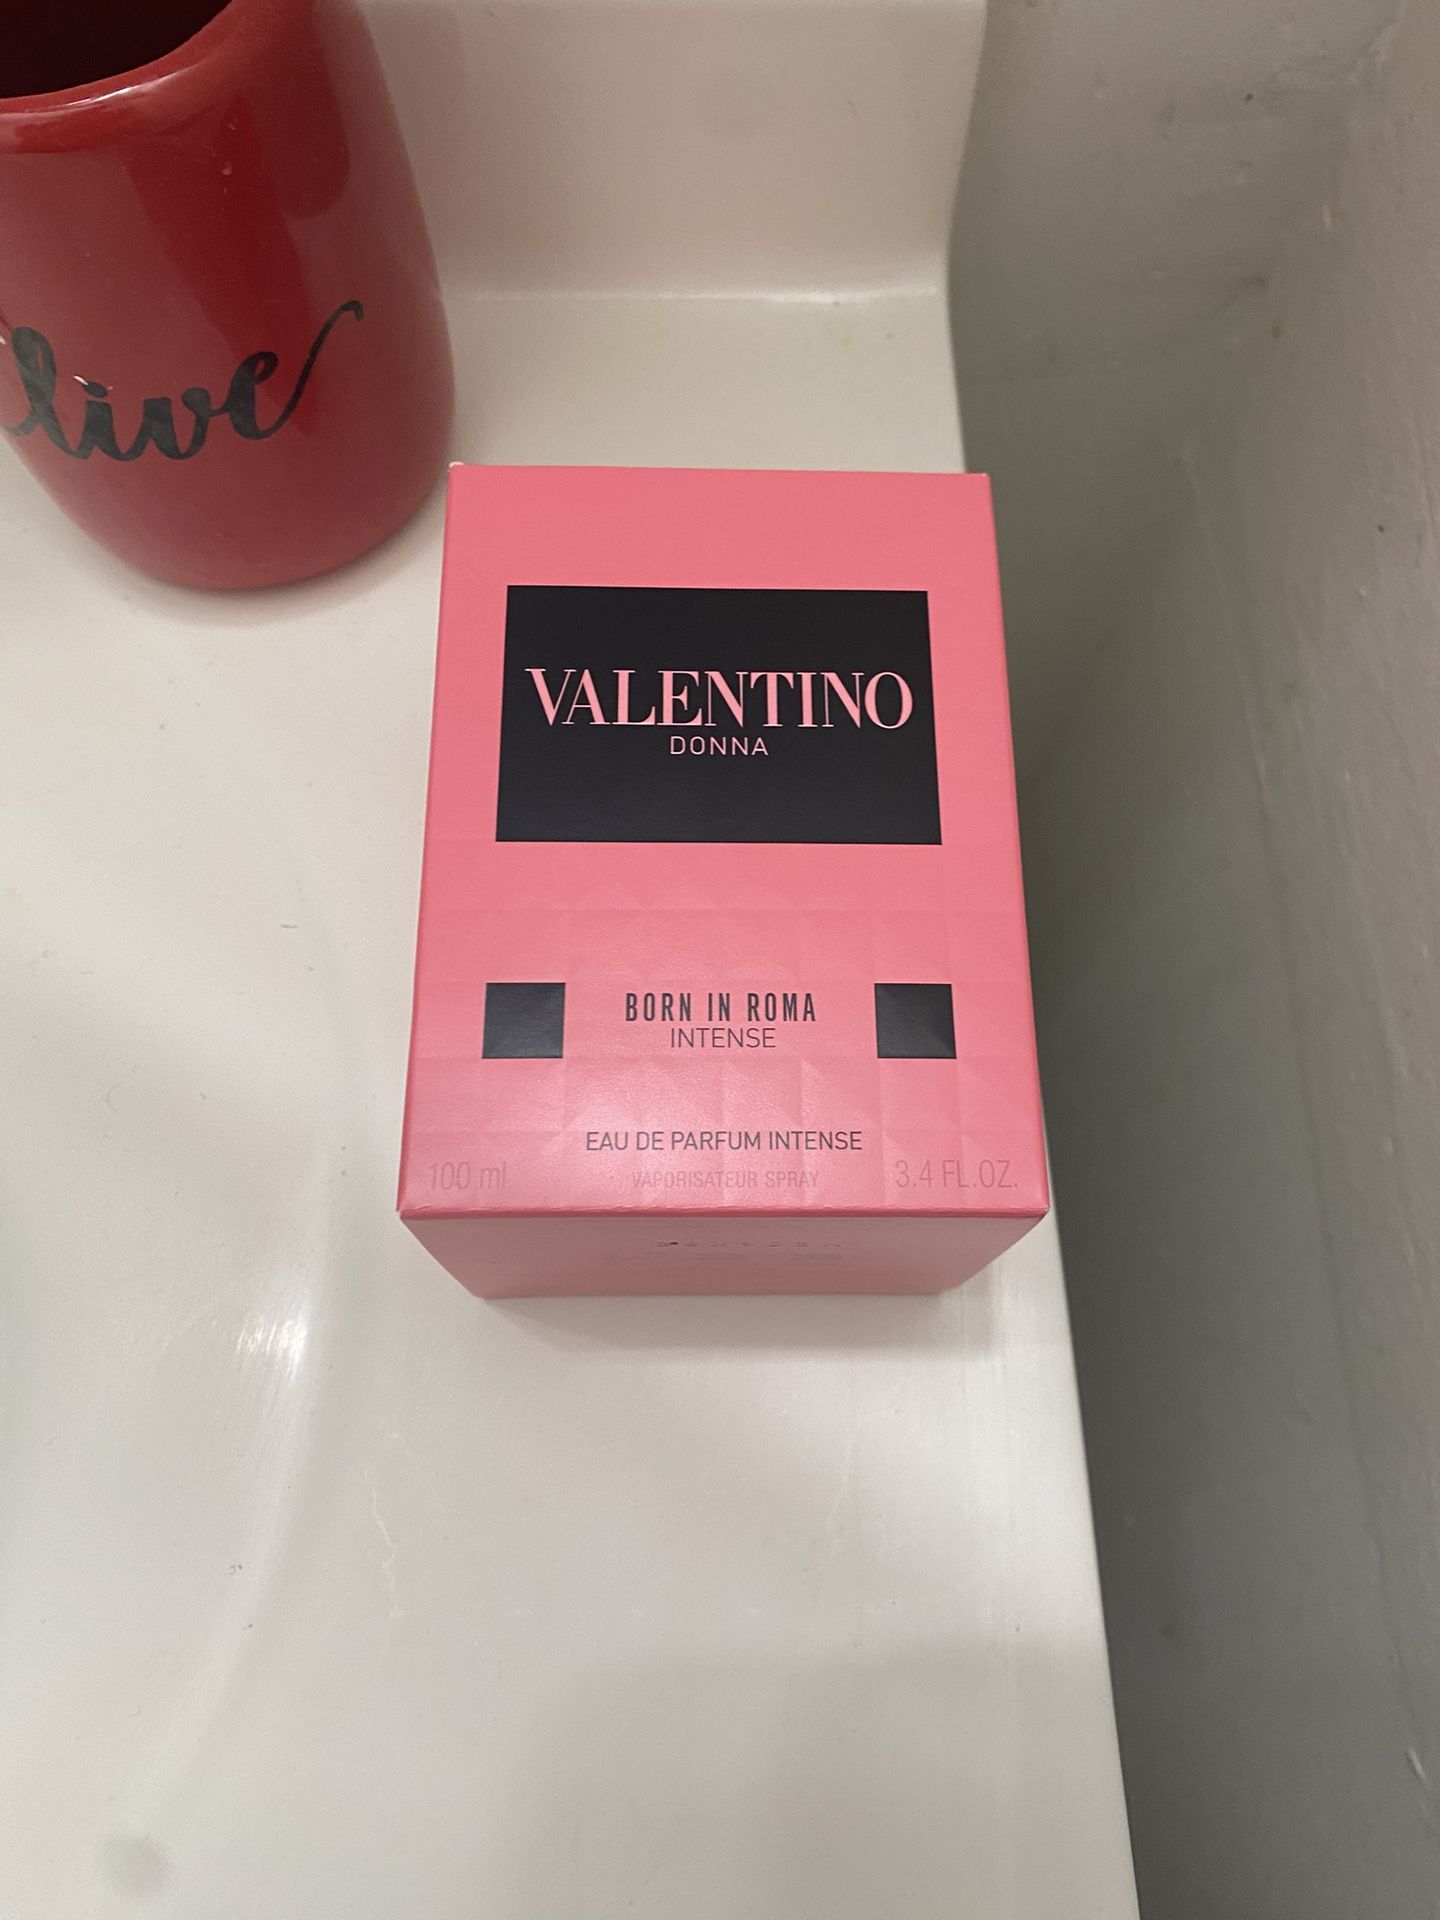 live
VALENTINO
DONNA
BORN IN ROMA
INTENSE
EAU DE PARFUM INTENSE
100 ml VAPORISATEUR SPRAY 3.4 FL.OZ.